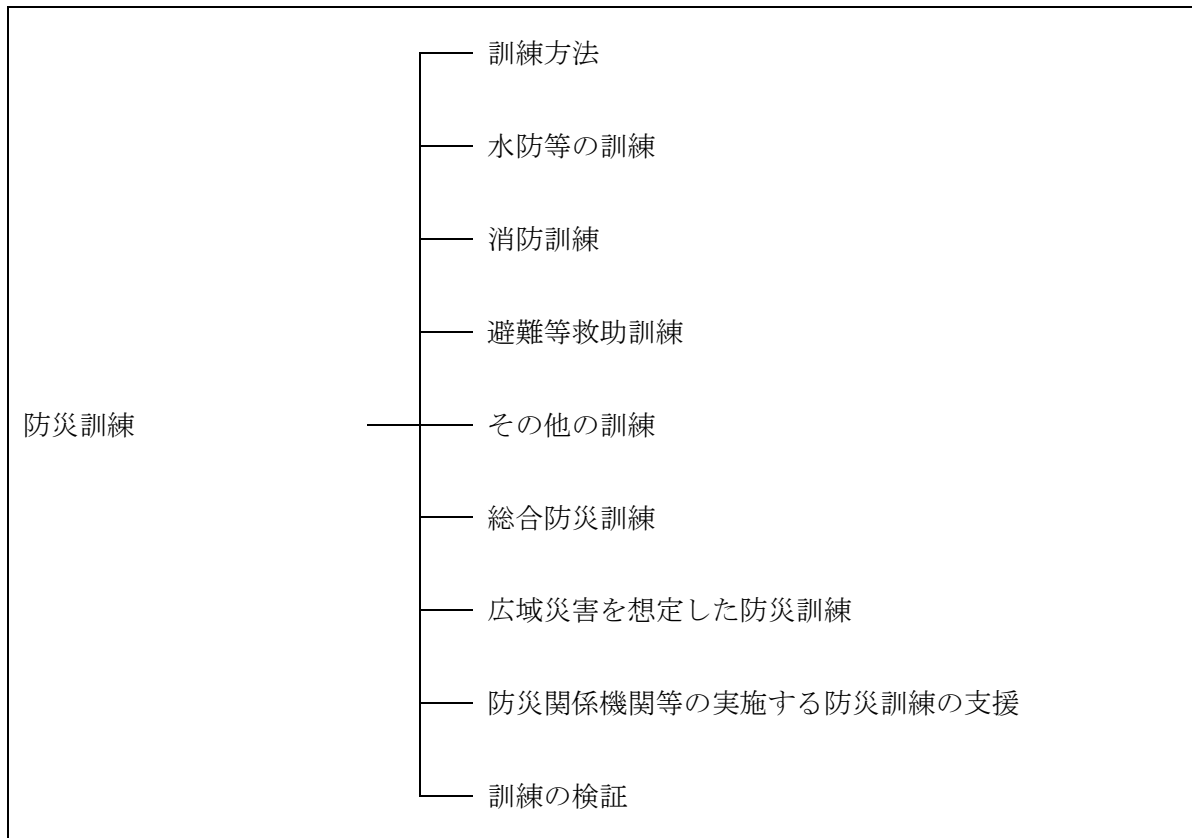 訓練方法
水防等の訓練
消防訓練
避難等救助訓練
防災訓練
その他の訓練
総合防災訓練
広域災害を想定した防災訓練
防災関係機関等の実施する防災訓練の支援
訓練の検証